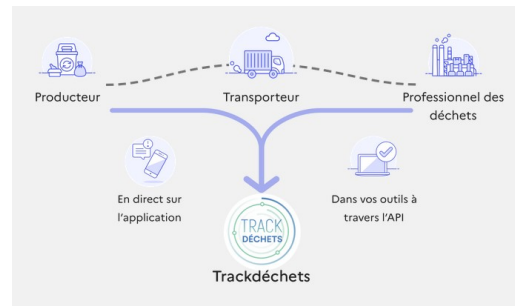 Producteur
Transporteur
Professionnel des
déchets
En direct sur
l'application
Dans vos outils à
travers l'API
TRACK
DÉCHETS
Trackdéchets